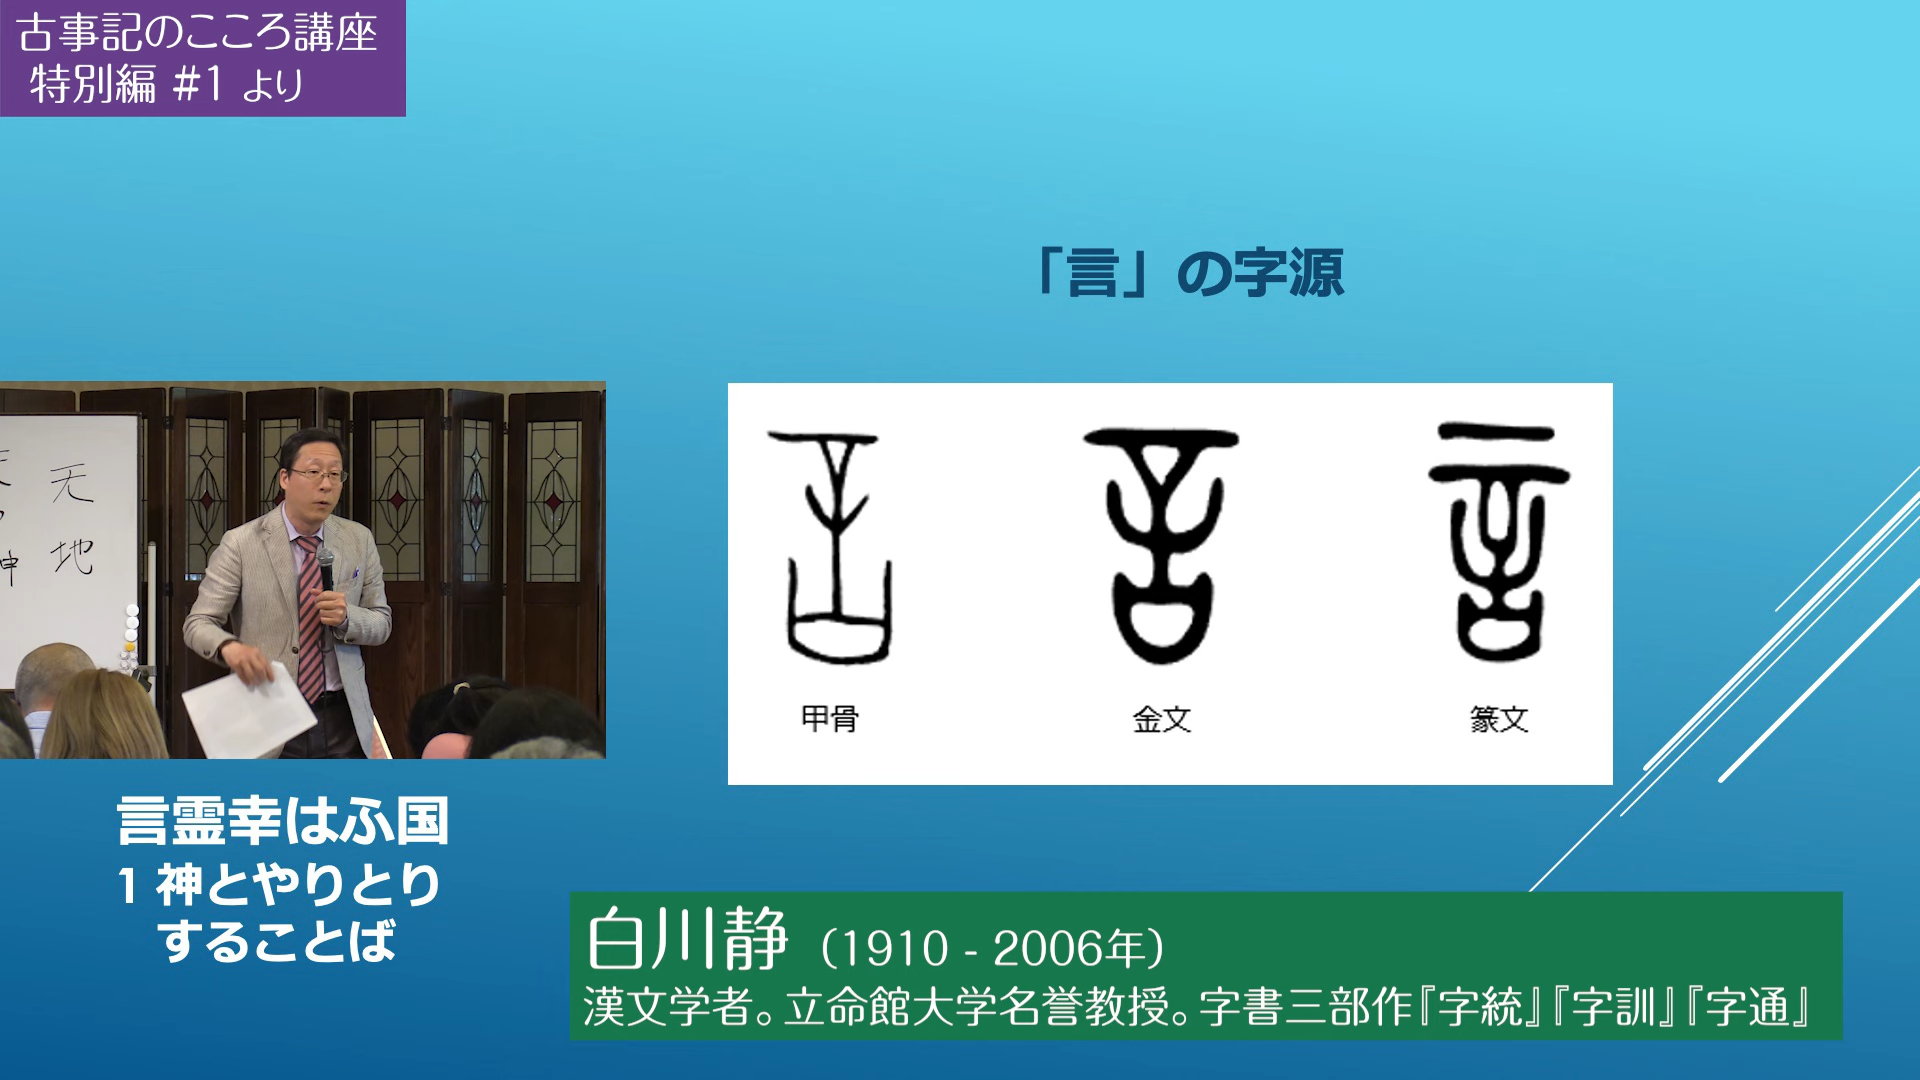 古事記のこころ講座
特別編 #1 より
「言」の字源
甲骨 金文 篆文
天
地
神
言霊幸はふ国
1 神とやりとり
することば
白川静 (1910 - 2006年)
漢文学者。立命館大学名誉教授。字書三部作『字統』『字訓』『字通』